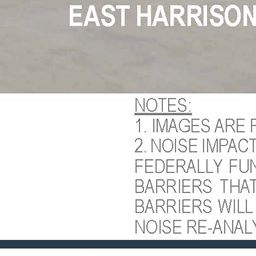 EAST HARRISON
NOTES:
1. IMAGES ARE
2. NOISE IMPACT
FEDERALLY FUN
BARRIERS THAT
BARRIERS WILL
NOISE RE-ANALY